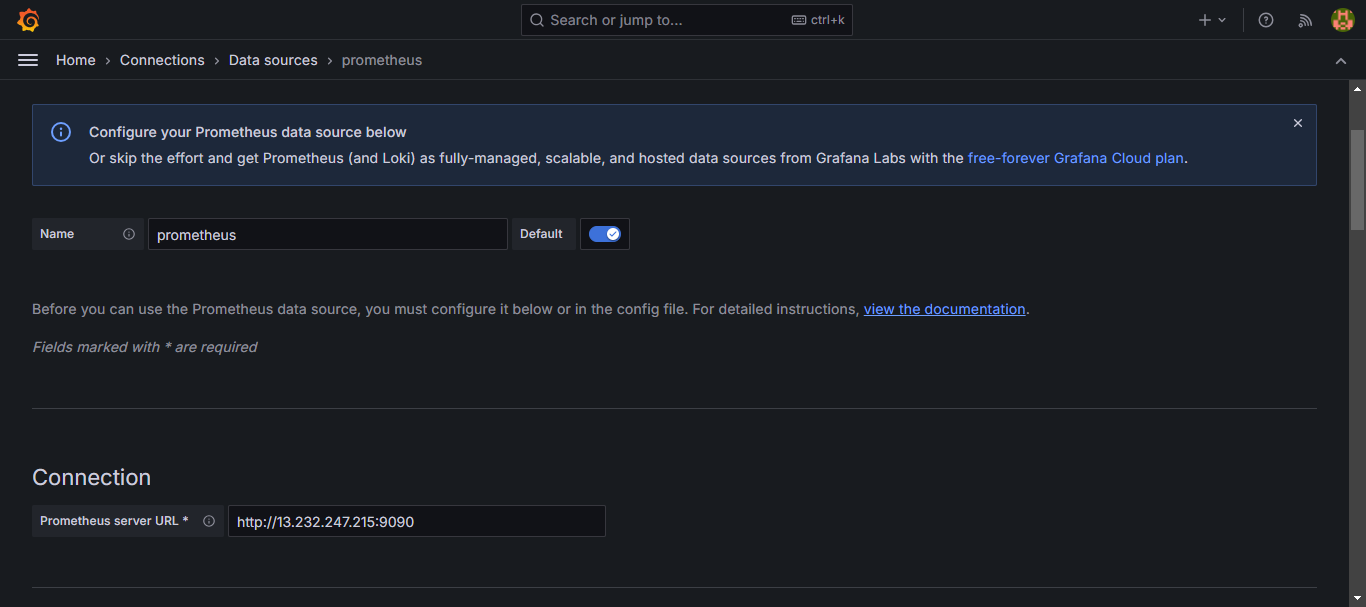 Search or jump to... ctrl+k
Home › Connections › Data sources › prometheus
Configure your Prometheus data source below
Or skip the effort and get Prometheus (and Loki) as fully-managed, scalable, and hosted data sources from Grafana Labs with the free-forever Grafana Cloud plan.
Name prometheus Default
Before you can use the Prometheus data source, you must configure it below or in the config file. For detailed instructions, view the documentation.
Fields marked with * are required
Connection
Prometheus server URL * http://13.232.247.215:9090